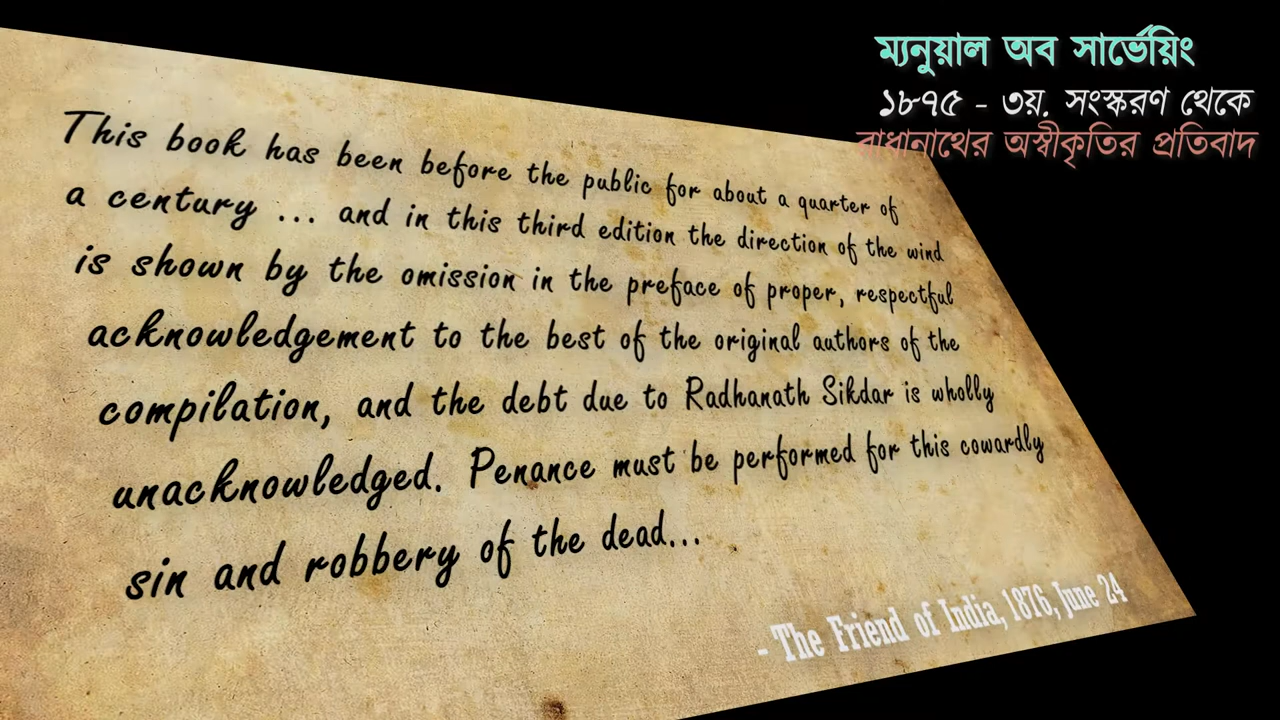 ম্যনুয়াল অব সার্ভেয়িং
১৮৭৫ - ৩য়. সংস্করণ থেকে
রাধানাথের অস্বীকৃতির প্রতিবাদ
This book has been before the public for about a quarter of
a century ... and in this third edition the direction of the wind
is shown by the omission in the preface of proper, respectful
acknowledgement to the best of the original authors of the
compilation, and the debt due to Radhanath Sikdar is wholly
unacknowledged. Penance must be performed for this cowardly
sin and robbery of the dead...
- The Friend of India, 1876, June 24